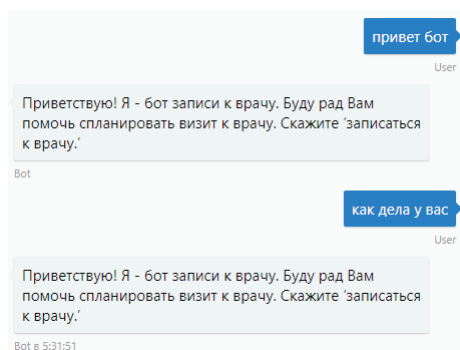 привет бот
User
Приветствую! Я - бот записи к врачу. Буду рад Вам
помочь спланировать визит к врачу. Скажите ‘записаться
к врачу.’
Bot
как дела у вас
User
Приветствую! Я - бот записи к врачу. Буду рад Вам
помочь спланировать визит к врачу. Скажите ‘записаться
к врачу.’
Bot в 5:31:51